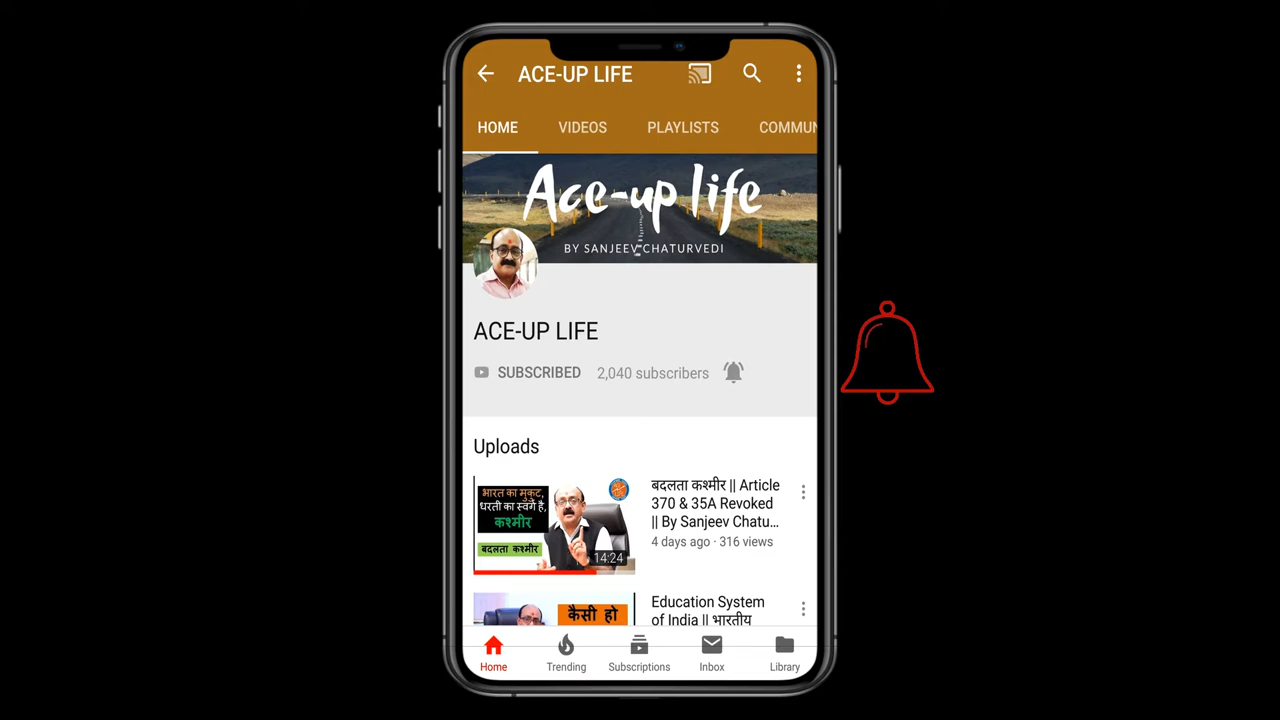 ACE-UP LIFE
HOME VIDEOS PLAYLISTS COMMUN
Ace-up life
BY SANJEEV CHATURVEDI
ACE-UP LIFE
SUBSCRIBED 2,040 subscribers
Uploads
भारत का मुकुट,
धरती का स्वर्ग है,
कश्मीर
बदलता कश्मीर
14:24
बदलता कश्मीर || Article
370 & 35A Revoked
|| By Sanjeev Chatu...
4 days ago · 316 views
कैसी हो
Education System
of India || भारतीय
Home Trending Subscriptions Inbox Library